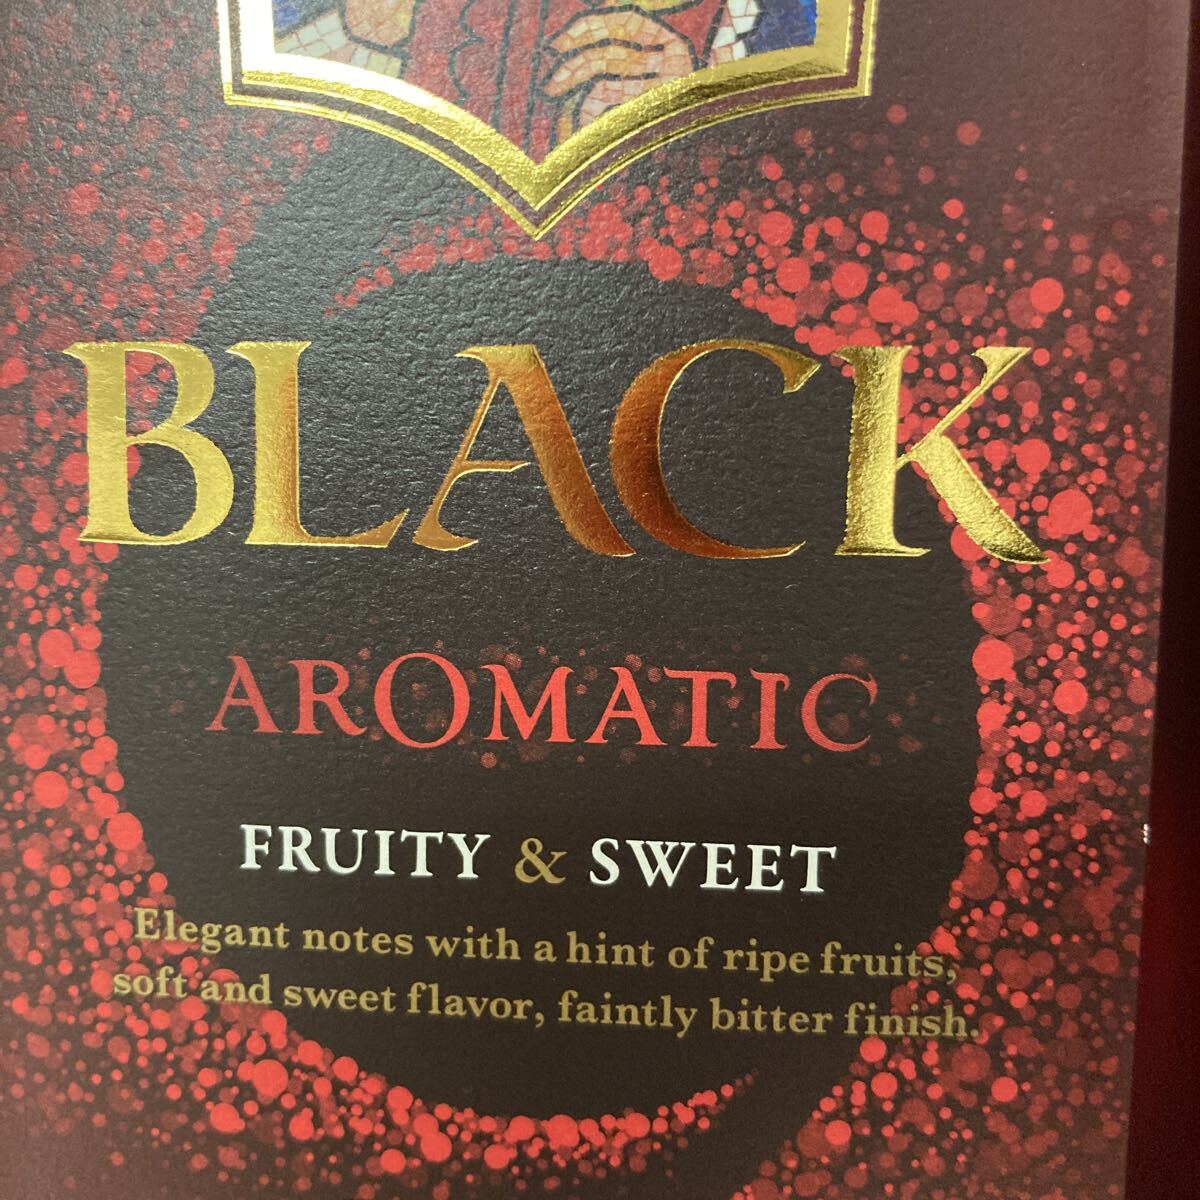 BLACK
AROMATIC
FRUITY & SWEET
Elegant notes with a hint of ripe fruits,
soft and sweet flavor, faintly bitter finish.